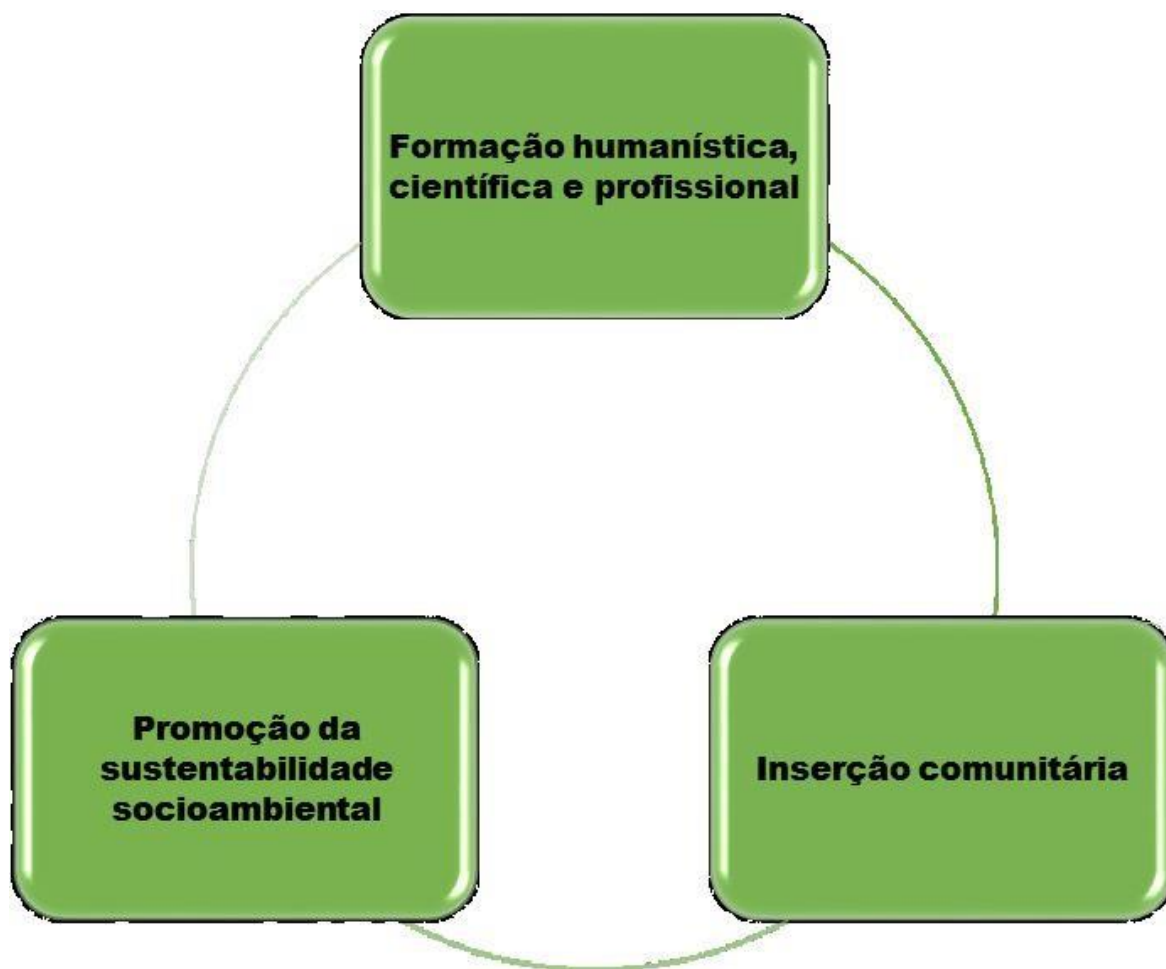 Formação humanística,
científica e profissional
Promoção da
sustentabilidade
socioambiental
Inserção comunitária